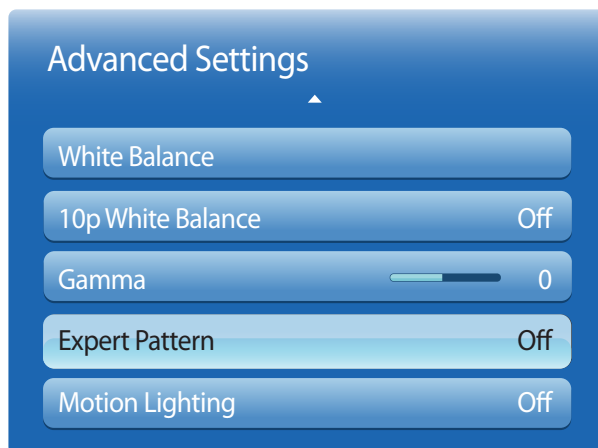 Advanced Settings
White Balance
10p White Balance Off
Gamma 0
Expert Pattern Off
Motion Lighting Off